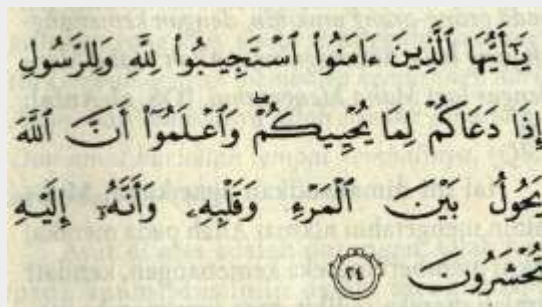 يَـٰٓأَيُّهَا ٱلَّذِينَ ءَامَنُوا۟ ٱسْتَجِيبُوا۟ لِلَّهِ وَلِلرَّسُولِ
إِذَا دَعَاكُمْ لِمَا يُحْيِيكُمْ ۖ وَٱعْلَمُوٓا۟ أَنَّ ٱللَّهَ
يَحُولُ بَيْنَ ٱلْمَرْءِ وَقَلْبِهِۦ وَأَنَّهُۥٓ إِلَيْهِ
تُحْشَرُونَ ٢٤